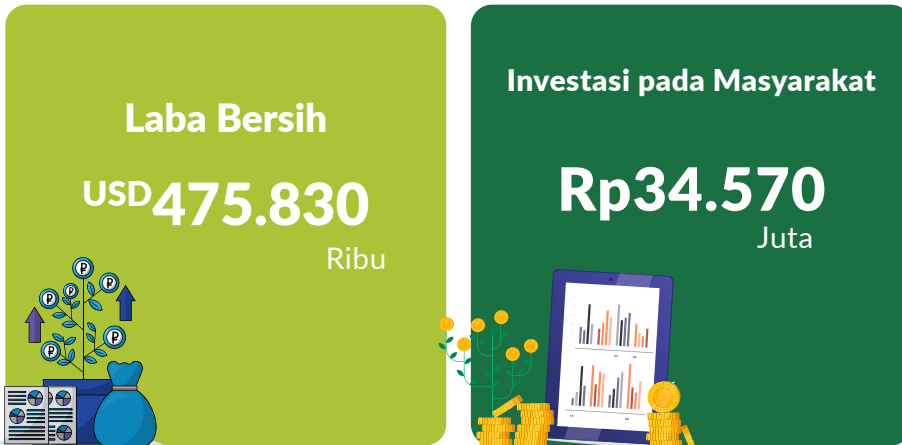 Laba Bersih
USD475.830
Ribu
Investasi pada Masyarakat
Rp34.570
Juta